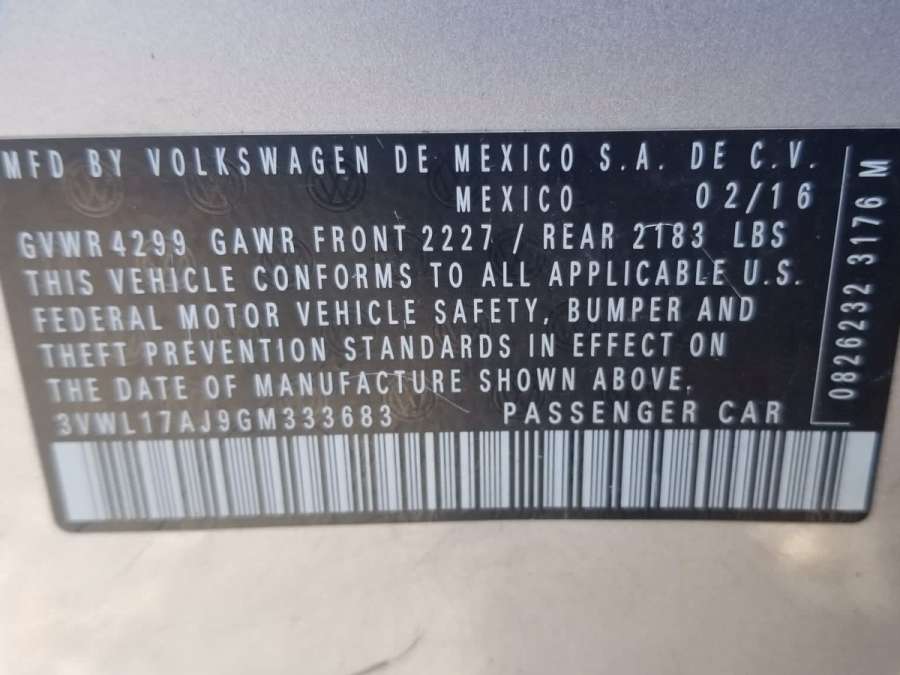 MFD BY VOLKSWAGEN DE MEXICO S.A. DE C.V.
MEXICO 02/16
GVWR 4299 GAWR FRONT 2227 / REAR 2183 LBS
THIS VEHICLE CONFORMS TO ALL APPLICABLE U.S.
FEDERAL MOTOR VEHICLE SAFETY, BUMPER AND
THEFT PREVENTION STANDARDS IN EFFECT ON
THE DATE OF MANUFACTURE SHOWN ABOVE.
3VWL17AJ9GM333683 PASSENGER CAR
0826232 3176 M